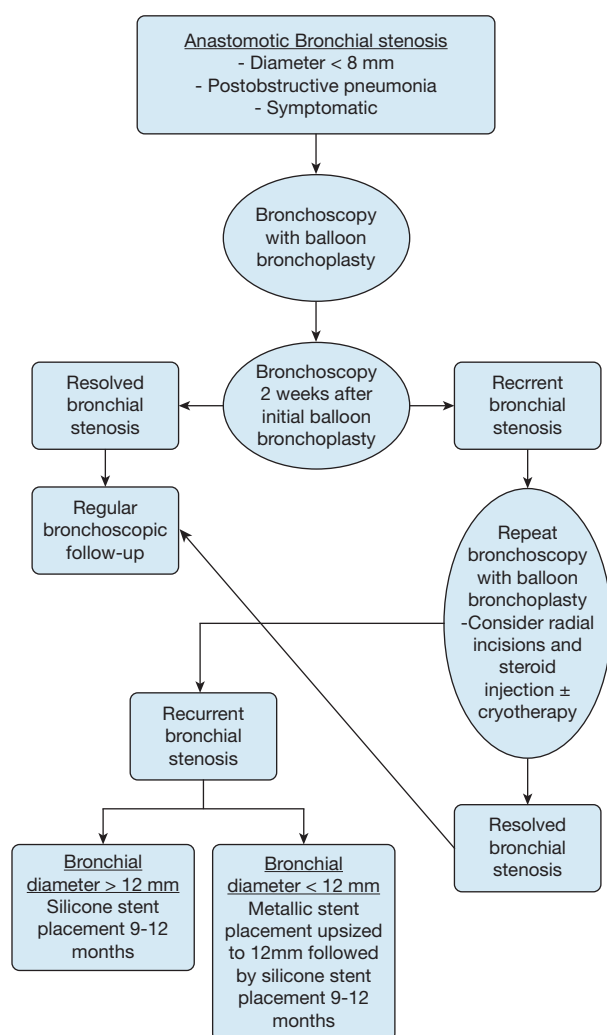 Anastomotic Bronchial stenosis
- Diameter < 8 mm
- Postobstructive pneumonia
- Symptomatic
Bronchoscopy
with balloon
bronchoplasty
Resolved
bronchial
stenosis
Bronchoscopy
2 weeks after
initial balloon
bronchoplasty
Recrrent
bronchial
stenosis
Regular
bronchoscopic
follow-up
Repeat
bronchoscopy
with balloon
bronchoplasty
-Consider radial
incisions and
steroid
injection ±
cryotherapy
Recurrent
bronchial
stenosis
Resolved
bronchial
stenosis
Bronchial
diameter > 12 mm
Silicone stent
placement 9-12
months
Bronchial
diameter < 12 mm
Metallic stent
placement upsized
to 12mm followed
by silicone stent
placement 9-12
months